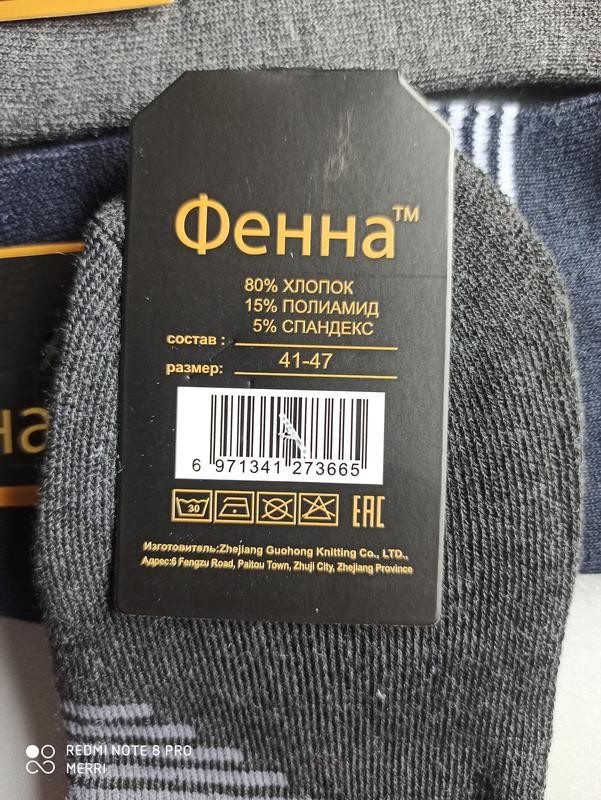 Фенна™
80% ХЛОПОК
15% ПОЛИАМИД
5% СПАНДЕКС
состав :
41-47
размер:
на
6 971341 273665
30
EAC
Изготовитель:Zhejiang Guohong Knitting Co., LTD.,
Адрес:6 Fengzu Road, Paitou Town, Zhuji City, Zhejiang Province
REDMI NOTE 8 PRO
MERRI